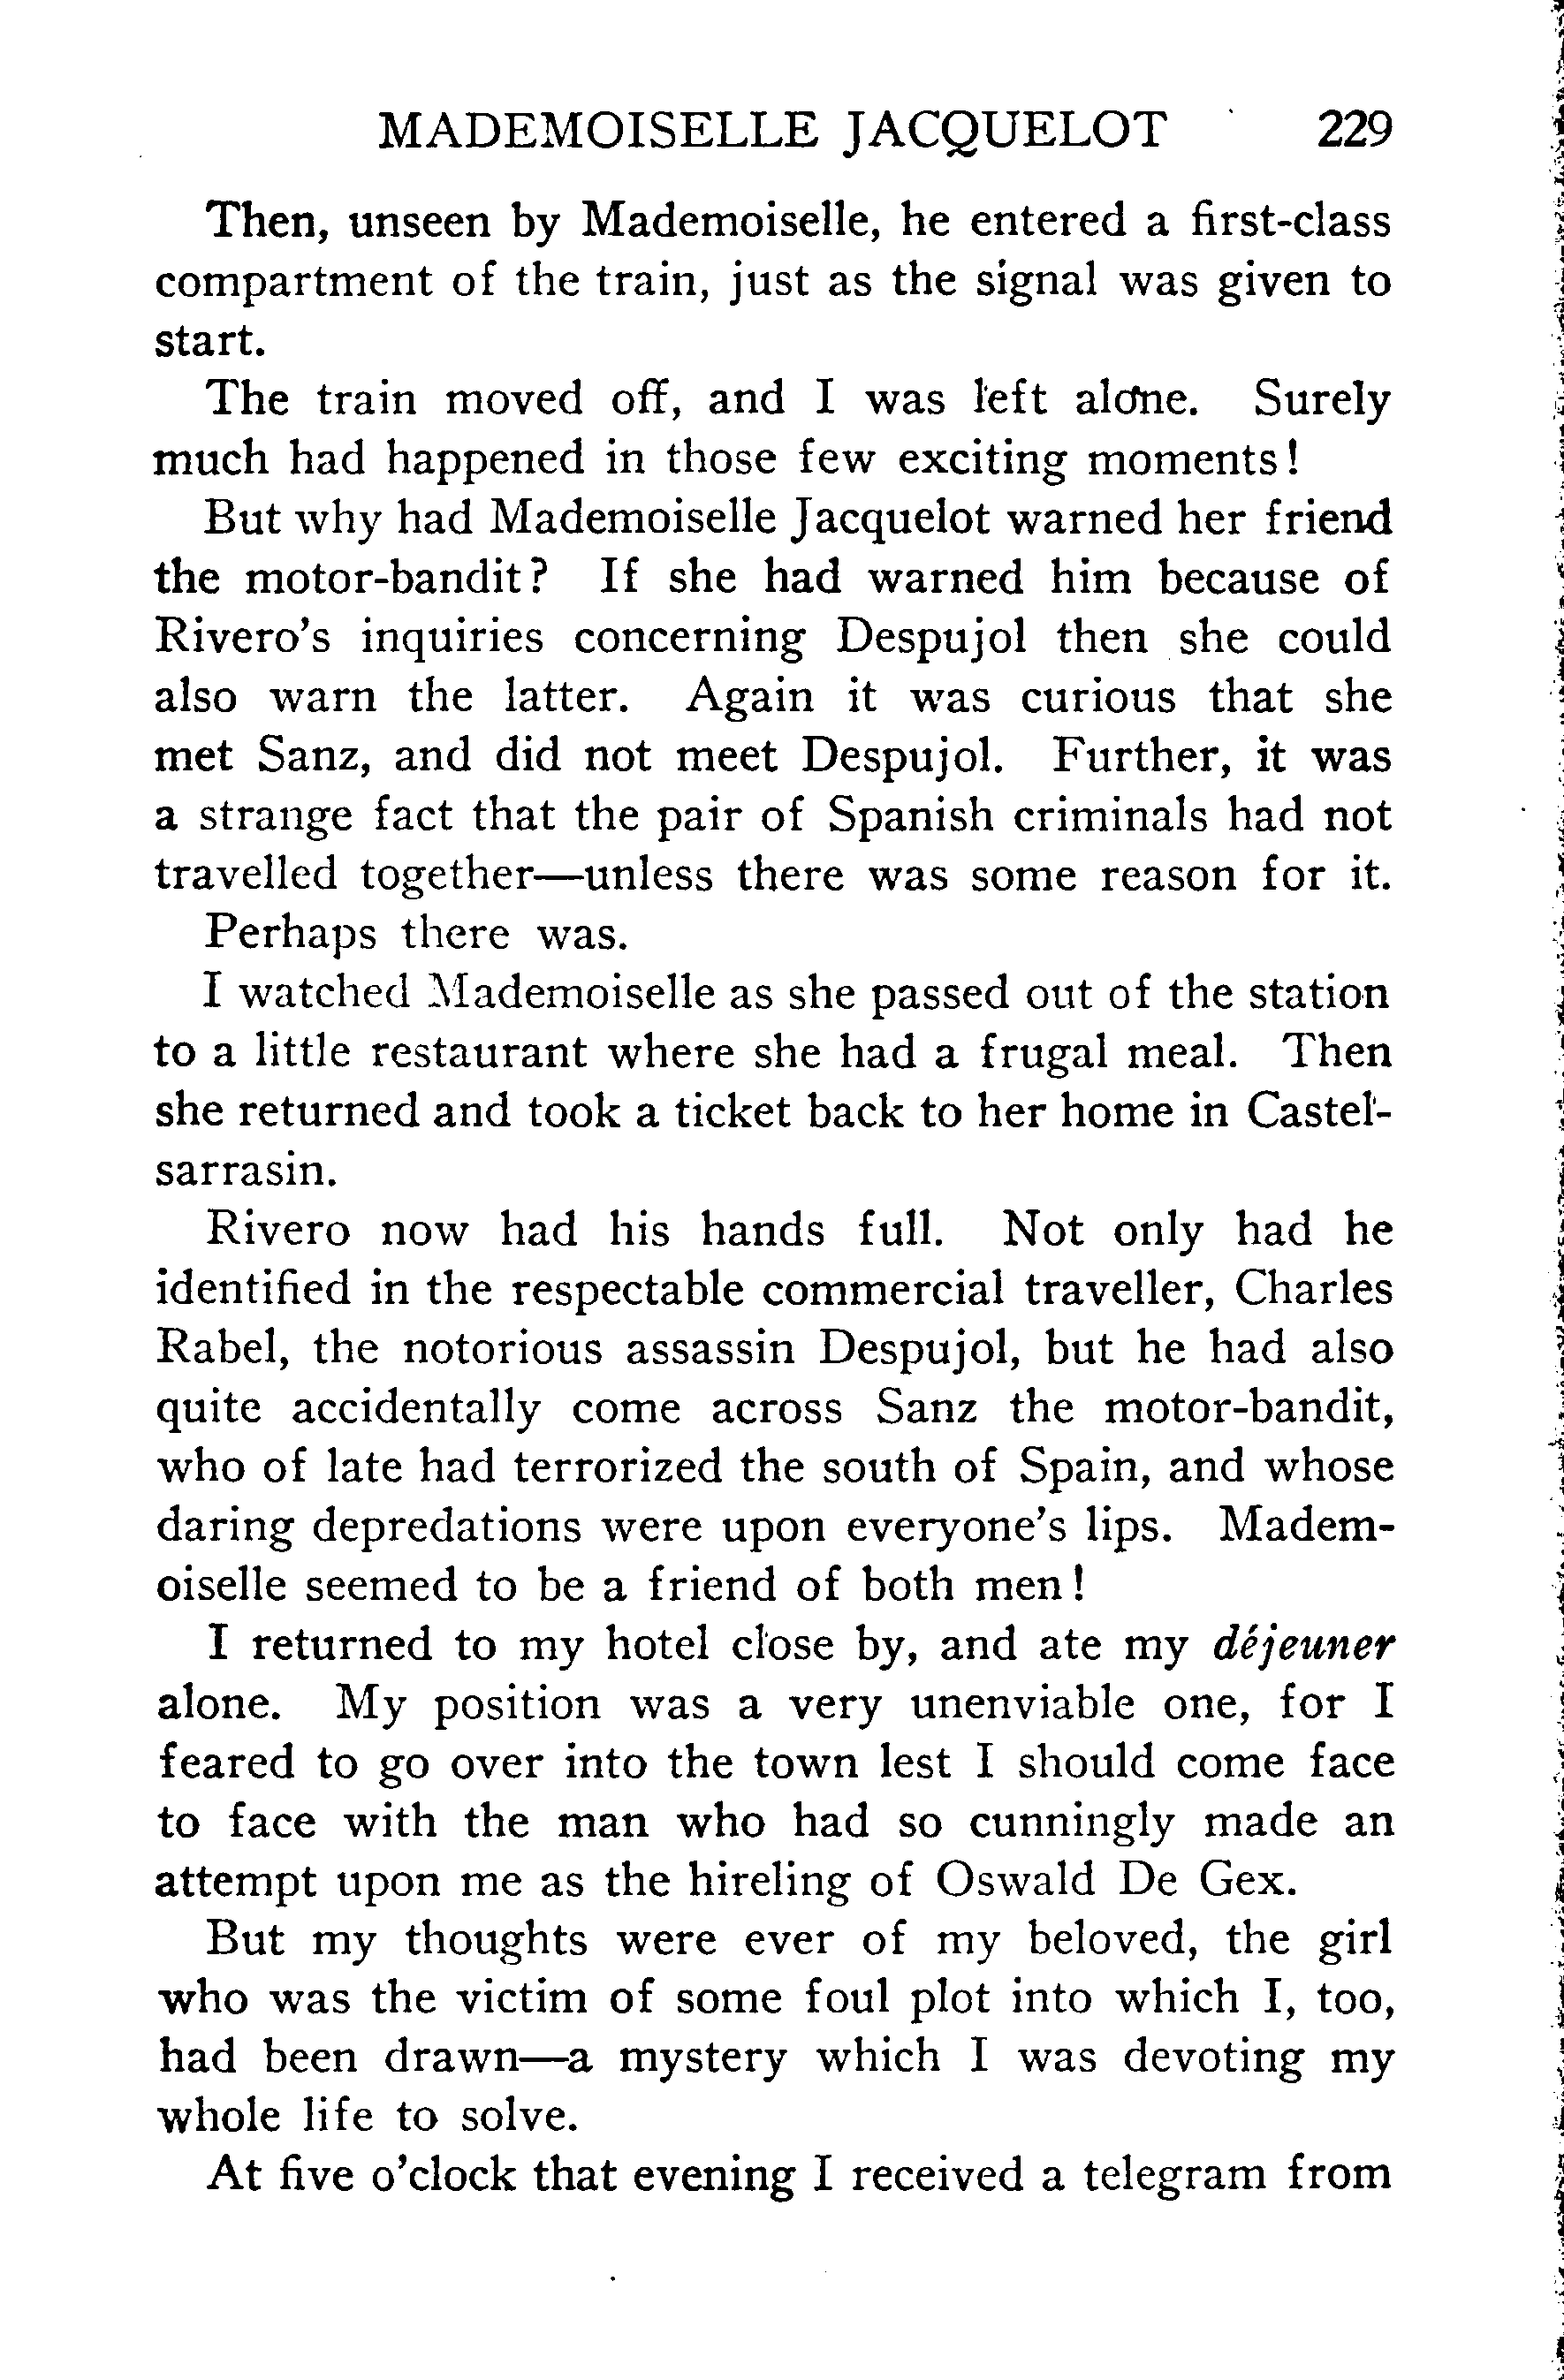 MADEMOISELLE JACQUELOT 229
Then, unseen by Mademoiselle, he entered a first-class
compartment of the train, just as the signal was given to
start.
The train moved off, and I was left alone. Surely
much had happened in those few exciting moments!
But why had Mademoiselle Jacquelot warned her friend
the motor-bandit? If she had warned him because of
Rivero's inquiries concerning Despujol then she could
also warn the latter. Again it was curious that she
met Sanz, and did not meet Despujol. Further, it was
a strange fact that the pair of Spanish criminals had not
travelled together—unless there was some reason for it.
Perhaps there was.
I watched Mademoiselle as she passed out of the station
to a little restaurant where she had a frugal meal. Then
she returned and took a ticket back to her home in Castel-
sarrasin.
Rivero now had his hands full. Not only had he
identified in the respectable commercial traveller, Charles
Rabel, the notorious assassin Despujol, but he had also
quite accidentally come across Sanz the motor-bandit,
who of late had terrorized the south of Spain, and whose
daring depredations were upon everyone's lips. Madem-
oiselle seemed to be a friend of both men!
I returned to my hotel close by, and ate my déjeuner
alone. My position was a very unenviable one, for I
feared to go over into the town lest I should come face
to face with the man who had so cunningly made an
attempt upon me as the hireling of Oswald De Gex.
But my thoughts were ever of my beloved, the girl
who was the victim of some foul plot into which I, too,
had been drawn—a mystery which I was devoting my
whole life to solve.
At five o'clock that evening I received a telegram from